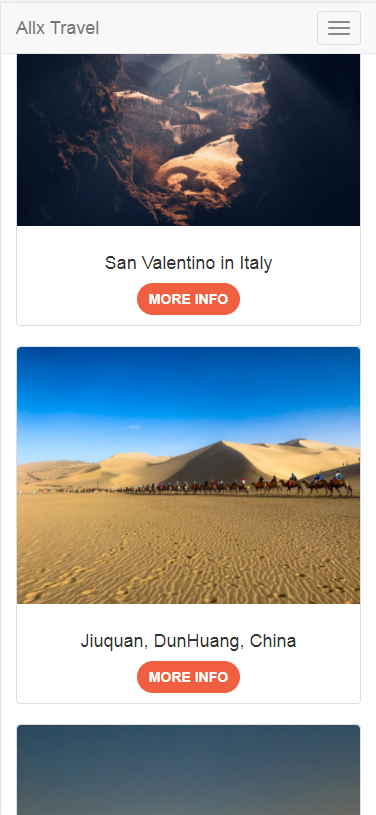 Allx Travel
San Valentino in Italy
MORE INFO
Jiuquan, DunHuang, China
MORE INFO